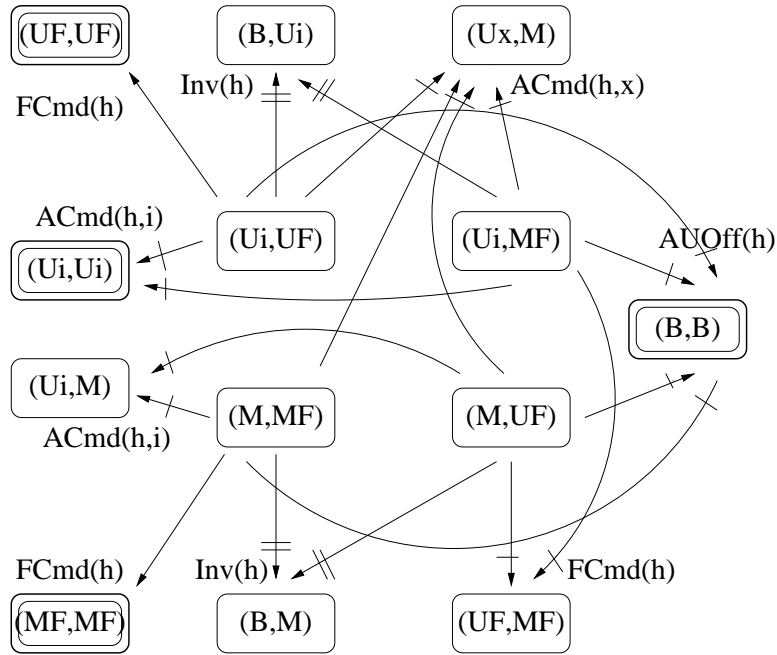 (UF,UF)
(B,Ui)
(Ux,M)
Inv(h)
ACmd(h,x)
FCmd(h)
ACmd(h,i)
(Ui,UF)
(Ui,MF)
AUOff(h)
(Ui,Ui)
(B,B)
(Ui,M)
(M,MF)
(M,UF)
ACmd(h,i)
FCmd(h)
Inv(h)
FCmd(h)
(MF,MF)
(B,M)
(UF,MF)